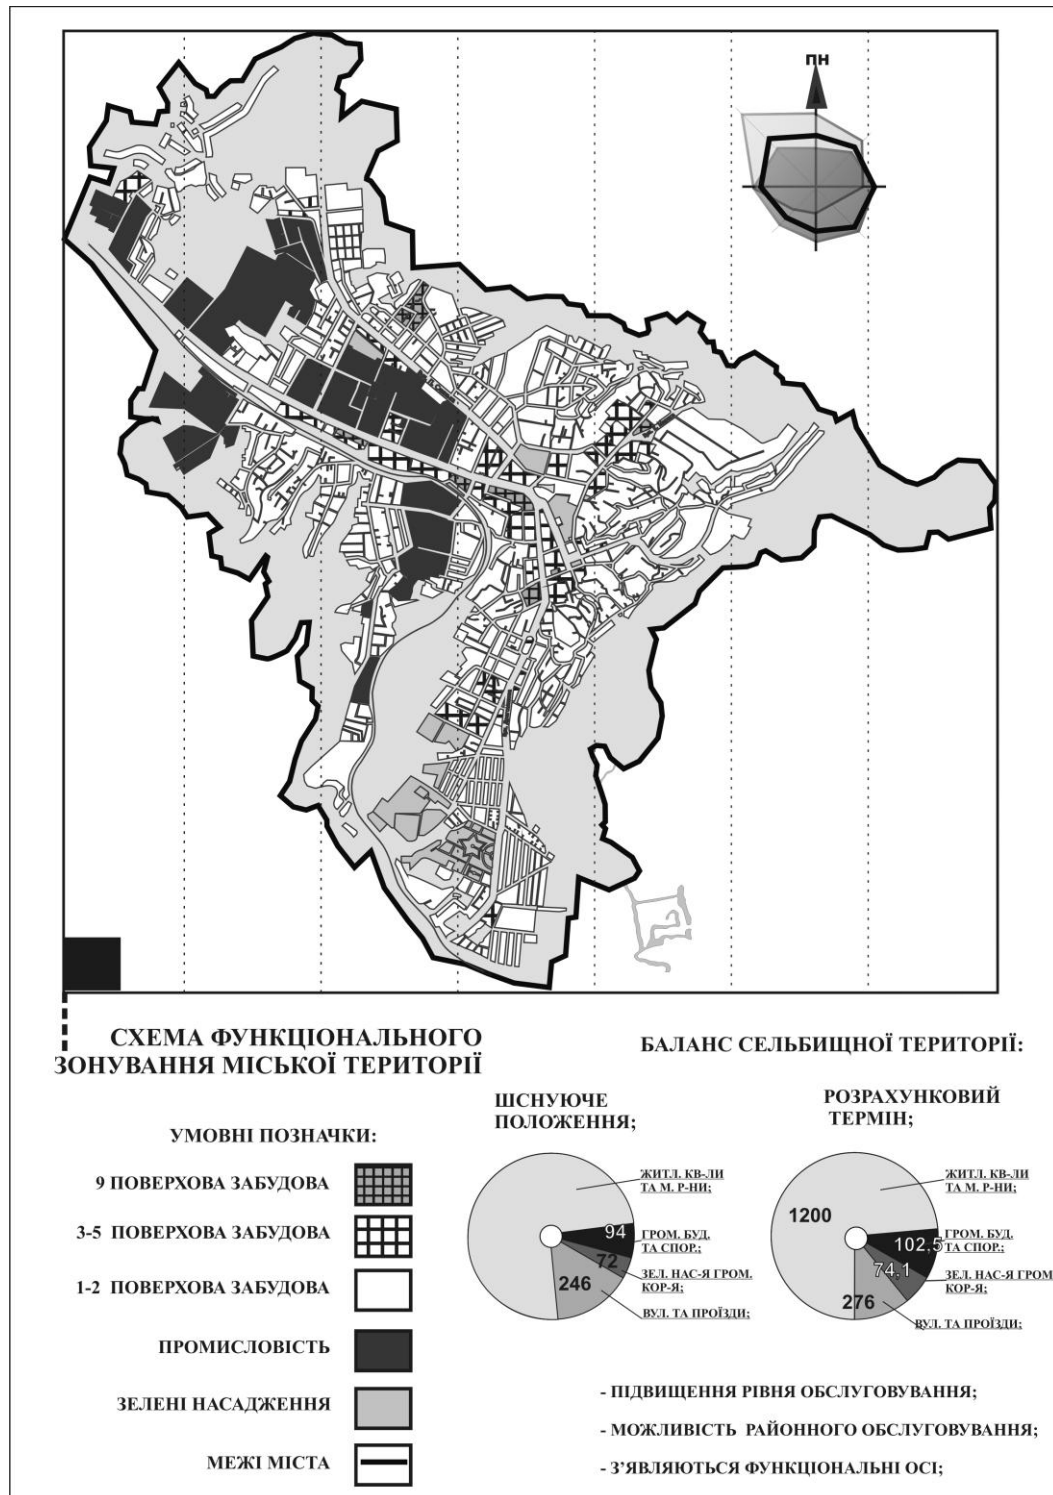 ПН
СХЕМА ФУНКЦІОНАЛЬНОГО
ЗОНУВАННЯ МІСЬКОЇ ТЕРИТОРІЇ
УМОВНІ ПОЗНАЧКИ:
9 ПОВЕРХОВА ЗАБУДОВА
3-5 ПОВЕРХОВА ЗАБУДОВА
1-2 ПОВЕРХОВА ЗАБУДОВА
ПРОМИСЛОВІСТЬ
ЗЕЛЕНІ НАСАДЖЕННЯ
МЕЖІ МІСТА
БАЛАНС СЕЛЬБИЩНОЇ ТЕРИТОРІЇ:
ШСНУЮЧЕ
ПОЛОЖЕННЯ;
ЖИТЛ. КВ-ЛИ
ТА М. Р-НИ;
94
ГРОМ. БУД.
ТА СПОР.;
72
ЗЕЛ. НАС-Я ГРОМ.
КОР-Я;
246
ВУЛ. ТА ПРОЇЗДИ;
РОЗРАХУНКОВИЙ
ТЕРМІН;
ЖИТЛ. КВ-ЛИ
ТА М. Р-НИ;
1200
102,5
ГРОМ. БУД.
ТА СПОР.;
74,1
ЗЕЛ. НАС-Я ГРОМ.
КОР-Я;
276
ВУЛ. ТА ПРОЇЗДИ;
- ПІДВИЩЕННЯ РІВНЯ ОБСЛУГОВУВАННЯ;
- МОЖЛИВІСТЬ РАЙОННОГО ОБСЛУГОВУВАННЯ;
- З’ЯВЛЯЮТЬСЯ ФУНКЦІОНАЛЬНІ ОСІ;